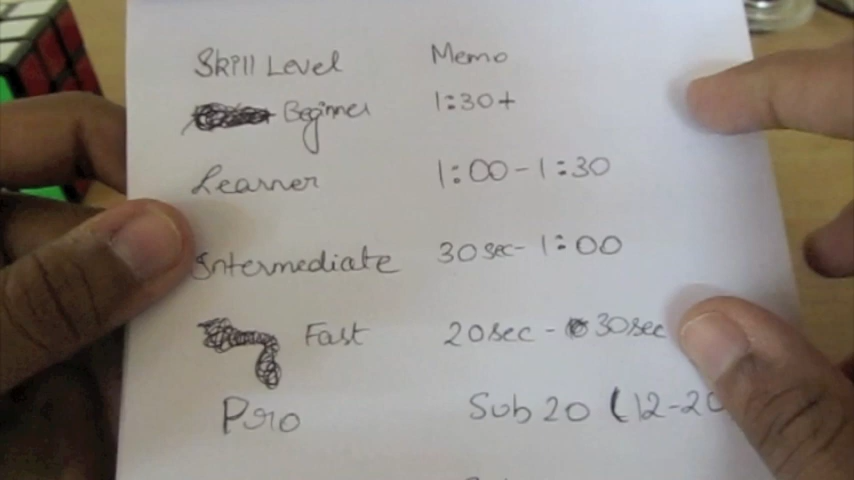 Skill Level Memo
Beginner 1:30+
Learner 1:00-1:30
Intermediate 30sec-1:00
Fast 20sec - 30sec
Pro Sub 20 (12-20